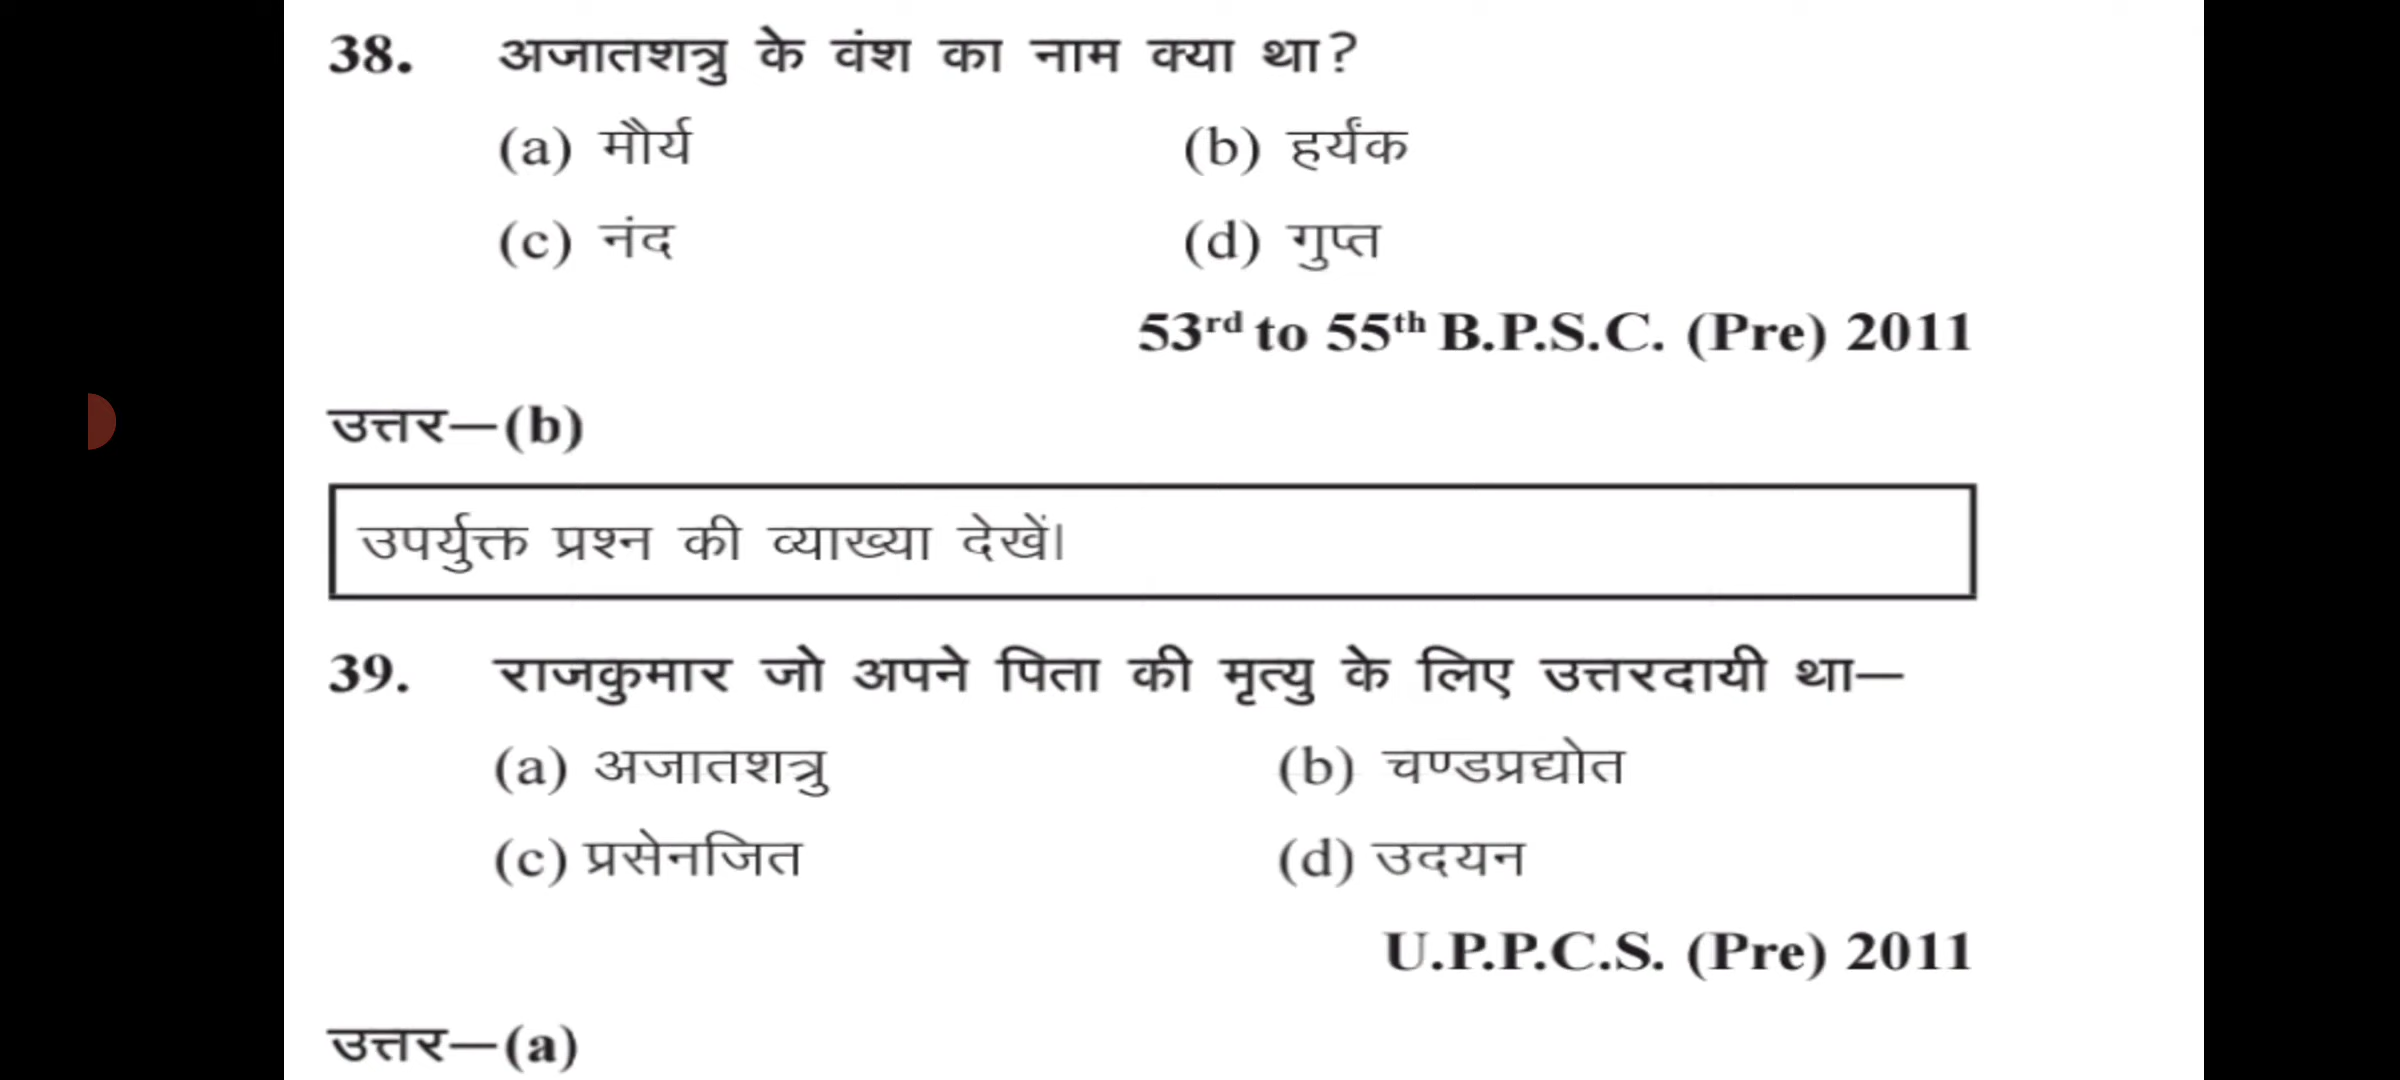 38. अजातशत्रु के वंश का नाम क्या था?
(a) मौर्य (b) हर्यंक
(c) नंद (d) गुप्त
53rd to 55th B.P.S.C. (Pre) 2011
उत्तर—(b)
उपर्युक्त प्रश्न की व्याख्या देखें।
39. राजकुमार जो अपने पिता की मृत्यु के लिए उत्तरदायी था—
(a) अजातशत्रु (b) चण्डप्रद्योत
(c) प्रसेनजित (d) उदयन
U.P.P.C.S. (Pre) 2011
उत्तर—(a)